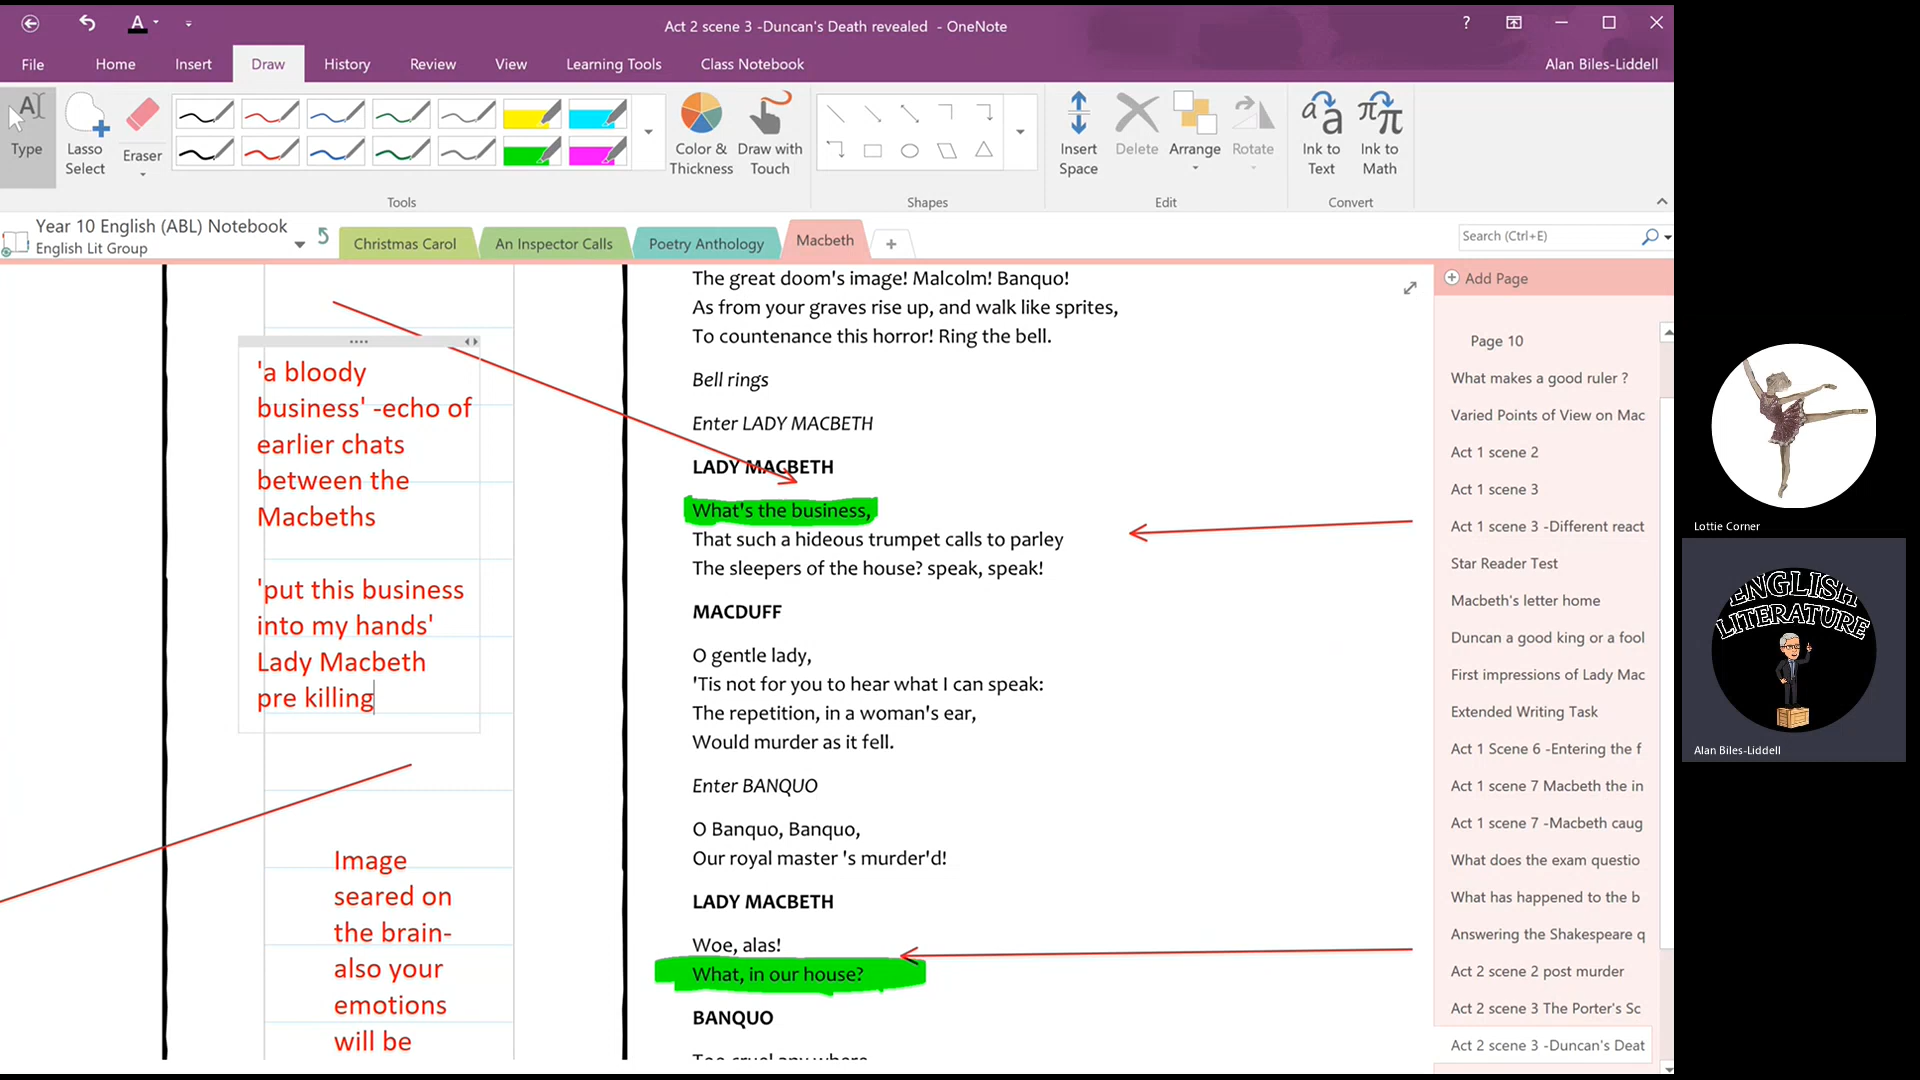 Act 2 scene 3 -Duncan's Death revealed - OneNote
?
File
Home
Insert
Draw
History
Review
View
Learning Tools
Class Notebook
Alan Biles-Liddell
Type
Lasso
Select
Eraser
Color &
Thickness
Draw with
Touch
Insert
Space
Delete
Arrange
Rotate
Ink to
Text
Ink to
Math
Tools
Shapes
Edit
Convert
Year 10 English (ABL) Notebook
English Lit Group
Christmas Carol
An Inspector Calls
Poetry Anthology
Macbeth
Search (Ctrl+E)
'a bloody
business' -echo of
earlier chats
between the
Macbeths
'put this business
into my hands'
Lady Macbeth
pre killing
Image
seared on
the brain-
also your
emotions
will be
The great doom's image! Malcolm! Banquo!
As from your graves rise up, and walk like sprites,
To countenance this horror! Ring the bell.
Bell rings
Enter LADY MACBETH
LADY MACBETH
What's the business,
That such a hideous trumpet calls to parley
The sleepers of the house? speak, speak!
MACDUFF
O gentle lady,
'Tis not for you to hear what I can speak:
The repetition, in a woman's ear,
Would murder as it fell.
Enter BANQUO
O Banquo, Banquo,
Our royal master 's murder'd!
LADY MACBETH
Woe, alas!
What, in our house?
BANQUO
Too cruel any where.
Add Page
Page 10
What makes a good ruler ?
Varied Points of View on Mac
Act 1 scene 2
Act 1 scene 3
Act 1 scene 3 -Different react
Star Reader Test
Macbeth's letter home
Duncan a good king or a fool
First impressions of Lady Mac
Extended Writing Task
Act 1 Scene 6 -Entering the f
Act 1 scene 7 Macbeth the in
Act 1 scene 7 -Macbeth caug
What does the exam questio
What has happened to the b
Answering the Shakespeare q
Act 2 scene 2 post murder
Act 2 scene 3 The Porter's Sc
Act 2 scene 3 -Duncan's Deat
Lottie Corner
ENGLISH
LITERATURE
Alan Biles-Liddell